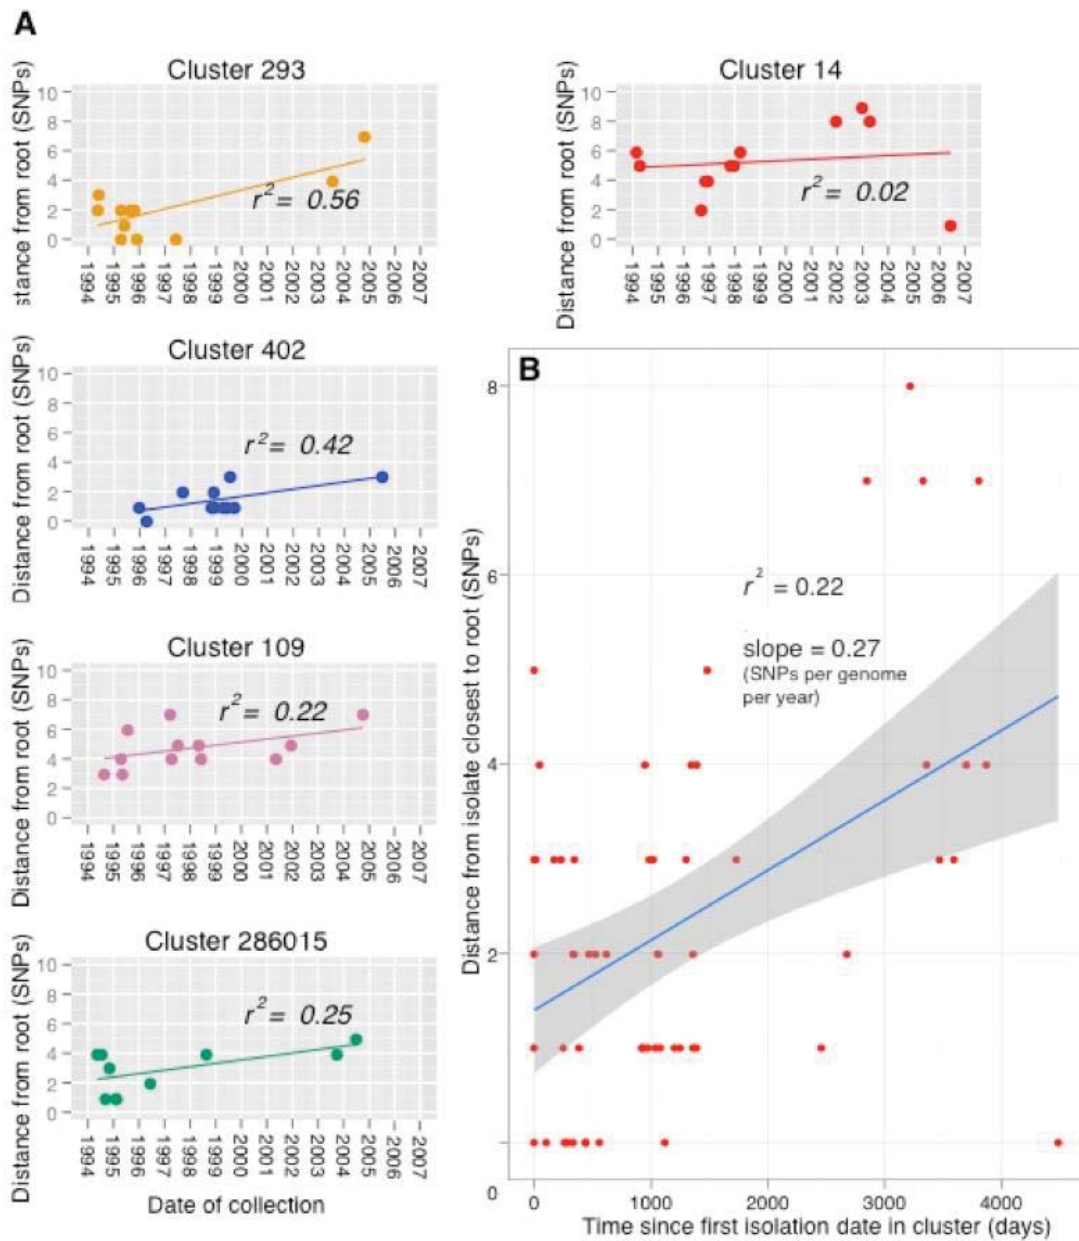 A
Cluster 293
stance from root (SNPs)
10
8
6
4
2
0
r² = 0.56
1994 1995 1996 1997 1998 1999 2000 2001 2002 2003 2004 2005 2006 2007
Cluster 14
Distance from root (SNPs)
10
8
6
4
2
0
r² = 0.02
1994 1995 1996 1997 1998 1999 2000 2001 2002 2003 2004 2005 2006 2007
Cluster 402
Distance from root (SNPs)
10
8
6
4
2
0
r² = 0.42
1994 1995 1996 1997 1998 1999 2000 2001 2002 2003 2004 2005 2006 2007
Cluster 109
Distance from root (SNPs)
10
8
6
4
2
0
r² = 0.22
1994 1995 1996 1997 1998 1999 2000 2001 2002 2003 2004 2005 2006 2007
Cluster 286015
Distance from root (SNPs)
10
8
6
4
2
0
r² = 0.25
1994 1995 1996 1997 1998 1999 2000 2001 2002 2003 2004 2005 2006 2007
Date of collection
B
Distance from isolate closest to root (SNPs)
8
6
4
2
0
r² = 0.22
slope = 0.27
(SNPs per genome
per year)
0 1000 2000 3000 4000
Time since first isolation date in cluster (days)